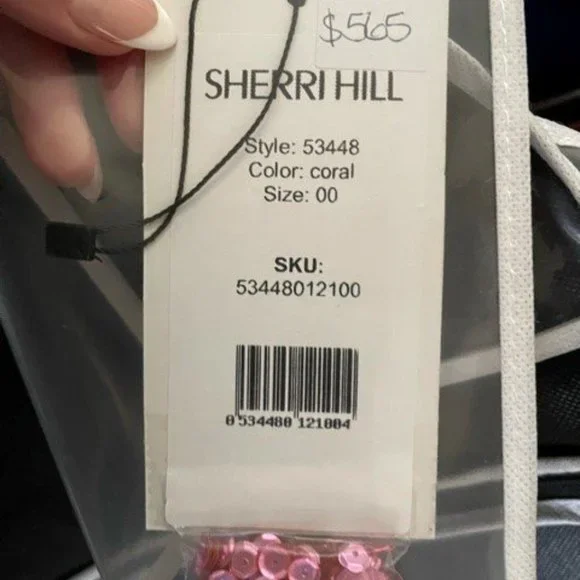 $565
SHERRI HILL
Style: 53448
Color: coral
Size: 00
SKU:
53448012100
0 534480 121004